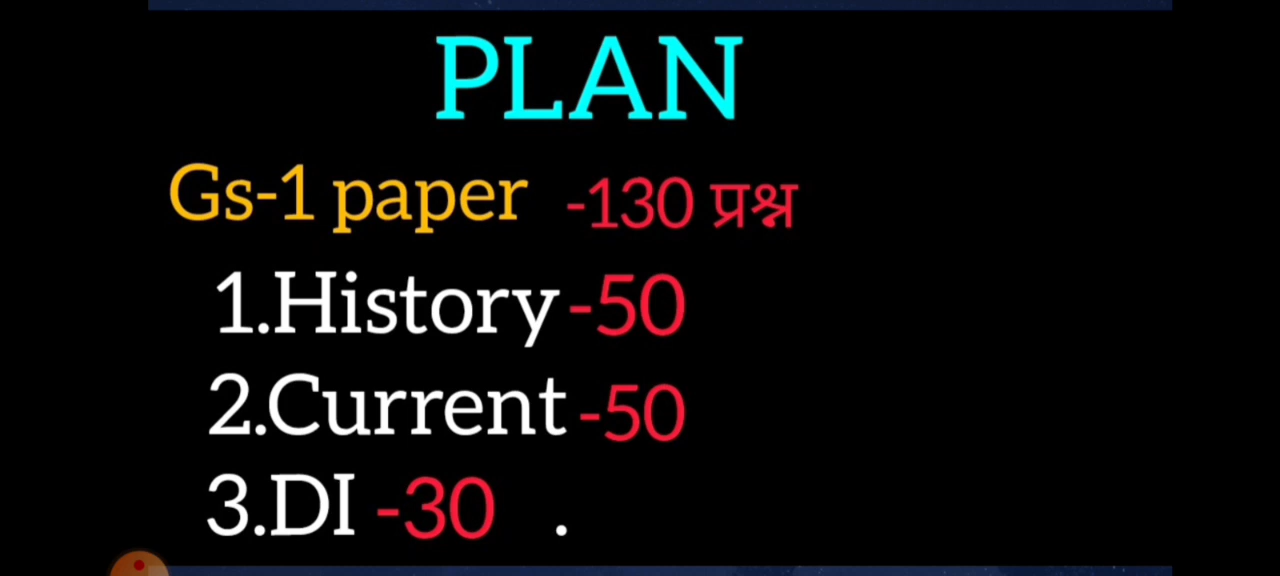 PLAN
Gs-1 paper -130 प्रश्न
1.History -50
2.Current -50
3.DI -30 .